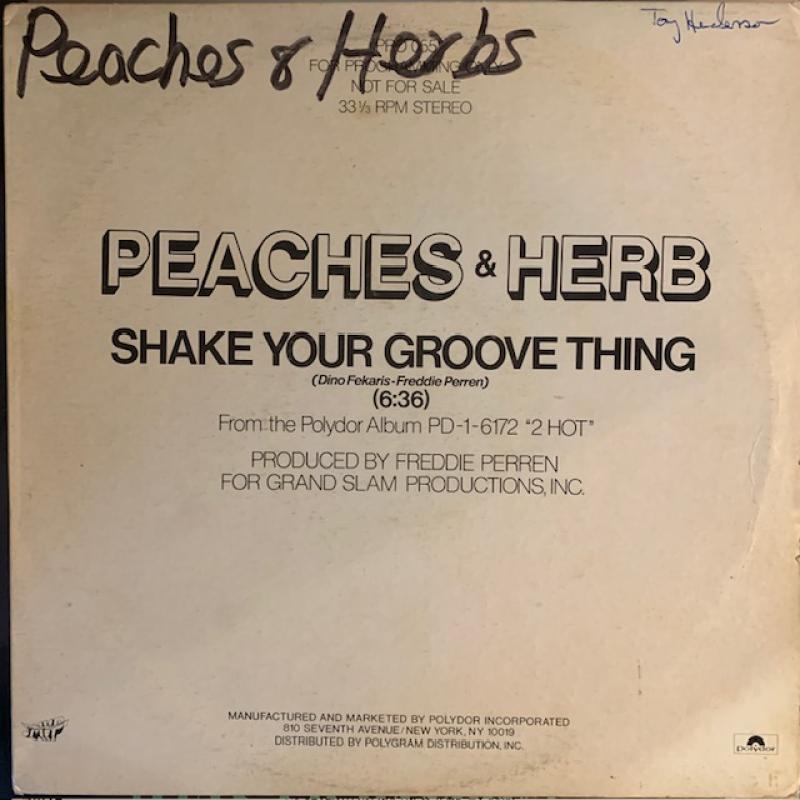 Peaches & Herbs
PRO 055
FOR PROGRAMMING ONLY
NOT FOR SALE
33⅓ RPM STEREO
PEACHES & HERB
SHAKE YOUR GROOVE THING
(Dino Fekaris-Freddie Perren)
(6:36)
From the Polydor Album PD-1-6172 "2 HOT"
PRODUCED BY FREDDIE PERREN
FOR GRAND SLAM PRODUCTIONS, INC.
MANUFACTURED AND MARKETED BY POLYDOR INCORPORATED
810 SEVENTH AVENUE/NEW YORK, NY 10019
DISTRIBUTED BY POLYGRAM DISTRIBUTION, INC.
polydor